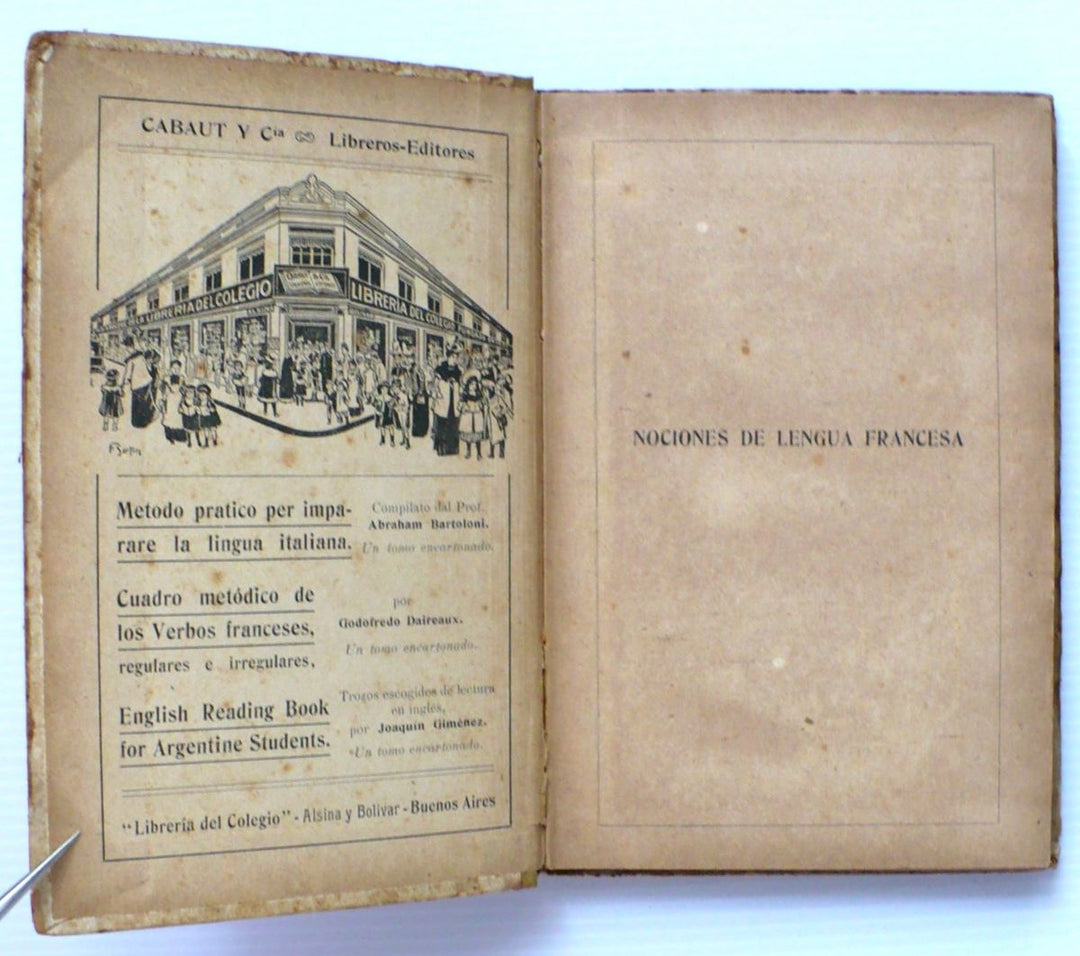 CABAUT Y Cia Libreros-Editores
LIBRERIA DEL COLEGIO
LIBRERIA DEL COLEGIO
Metodo pratico per impa-
rare la lingua italiana.
Compilato dal Prof.
Abraham Bartoloni.
Un tomo encartonado.
Cuadro metódico de
los Verbos franceses,
regulares e irregulares.
por
Godofredo Daireaux.
Un tomo encartonado.
English Reading Book
for Argentine Students.
Trozos escogidos de lectura
en inglés,
por Joaquín Giménez.
Un tomo encartonado.
"Librería del Colegio" - Alsina y Bolivar - Buenos Aires
NOCIONES DE LENGUA FRANCESA